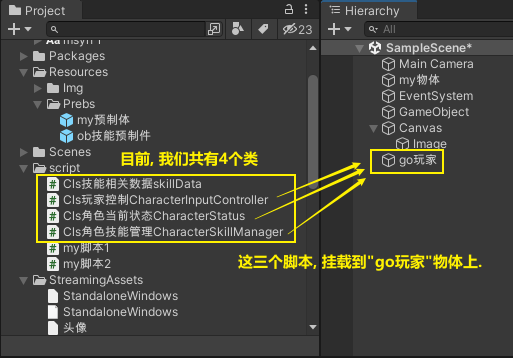 Project
Hierarchy
23
All
msyh 1
Packages
Resources
Img
Prebs
my预制体
ob技能预制件
Scenes
script
Cls技能相关数据skillData
Cls玩家控制CharacterInputController
Cls角色当前状态CharacterStatus
Cls角色技能管理CharacterSkillManager
my脚本1
my脚本2
StreamingAssets
StandaloneWindows
StandaloneWindows
头像
SampleScene*
Main Camera
my物体
EventSystem
GameObject
Canvas
Image
go玩家
目前, 我们共有4个类
这三个脚本, 挂载到"go玩家"物体上.